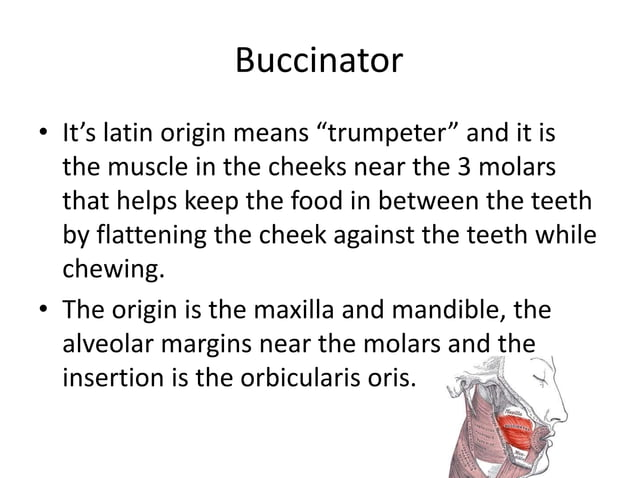 Buccinator
• It’s latin origin means “trumpeter” and it is
the muscle in the cheeks near the 3 molars
that helps keep the food in between the teeth
by flattening the cheek against the teeth while
chewing.
• The origin is the maxilla and mandible, the
alveolar margins near the molars and the
insertion is the orbicularis oris.
Maxilla